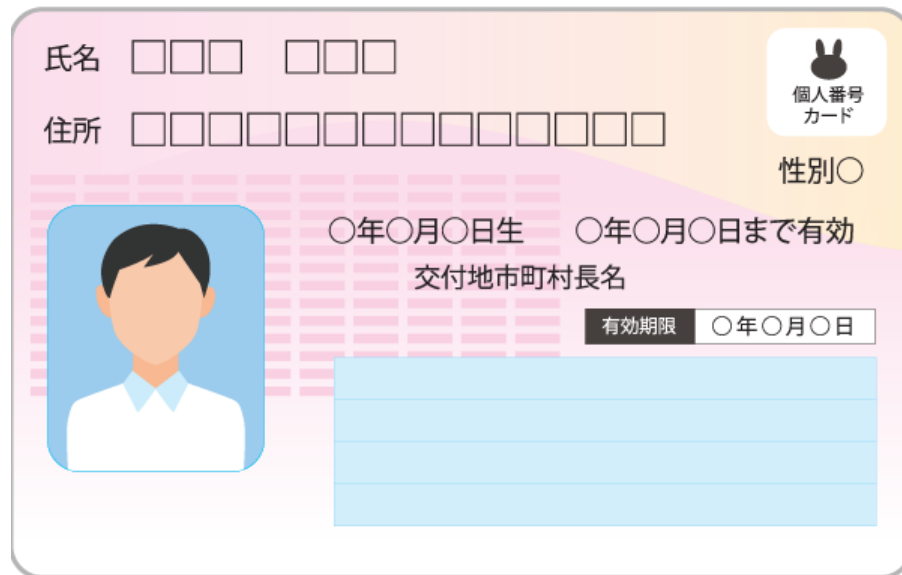 氏名 □□□ □□□
個人番号
カード
住所 □□□□□□□□□□□□□□
性別○
○年○月○日生 ○年○月○日まで有効
交付地市町村長名
有効期限 ○年○月○日